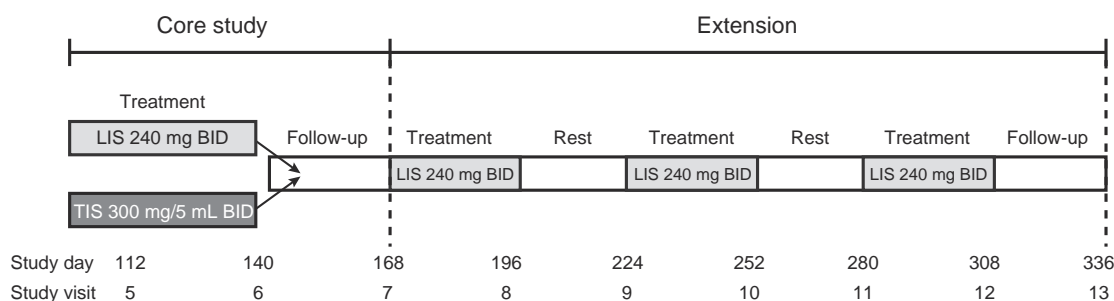 Core study Extension
Treatment
LIS 240 mg BID Follow-up Treatment Rest Treatment Rest Treatment Follow-up
LIS 240 mg BID LIS 240 mg BID LIS 240 mg BID
TIS 300 mg/5 mL BID
Study day 112 140 168 196 224 252 280 308 336
Study visit 5 6 7 8 9 10 11 12 13